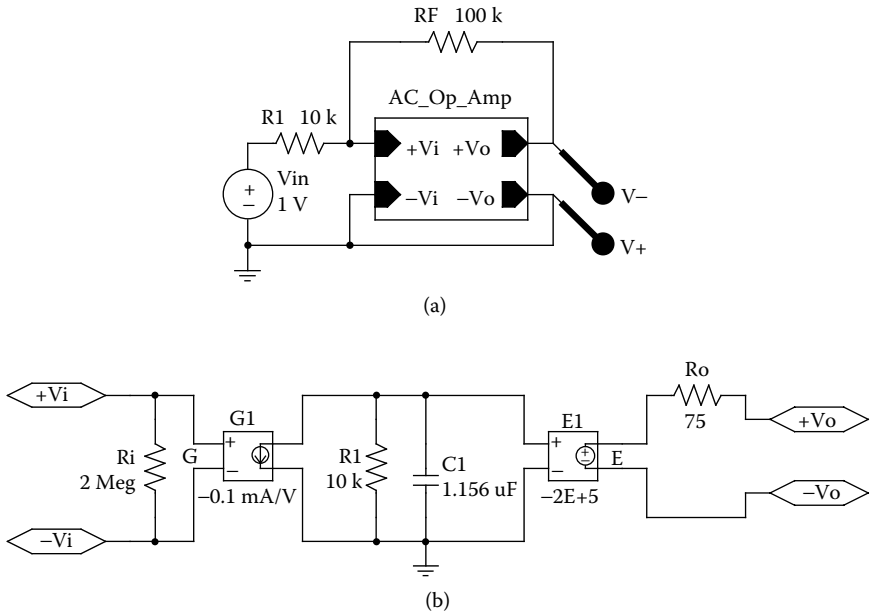 RF 100 k
AC_Op_Amp
R1 10 k
+Vi +Vo
Vin
+
−
1 V
−Vi −Vo
V−
V+
(a)
Ro
75
+Vi
G1
E1
+Vo
+
−
G
Ri
2 Meg
R1
10 k
C1
1.156 uF
+
−
+
−
E
−0.1 mA/V
−2E+5
−Vo
−Vi
(b)